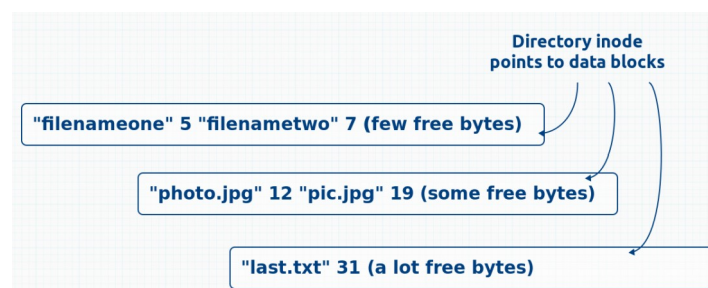 Directory inode
points to data blocks
"filenameone" 5 "filenametwo" 7 (few free bytes)
"photo.jpg" 12 "pic.jpg" 19 (some free bytes)
"last.txt" 31 (a lot free bytes)